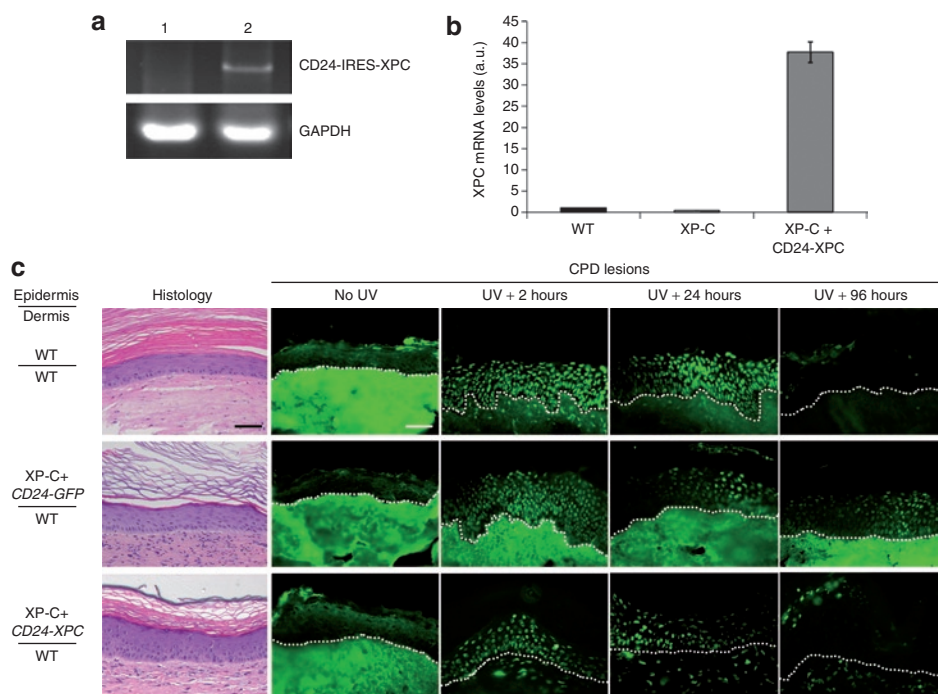 a
1 2
CD24-IRES-XPC
GAPDH
b
XPC mRNA levels (a.u.)
45
40
35
30
25
20
15
10
5
0
WT XP-C XP-C +
CD24-XPC
c
CPD lesions
Epidermis Histology No UV UV + 2 hours UV + 24 hours UV + 96 hours
Dermis
WT
WT
XP-C+
CD24-GFP
WT
XP-C+
CD24-XPC
WT